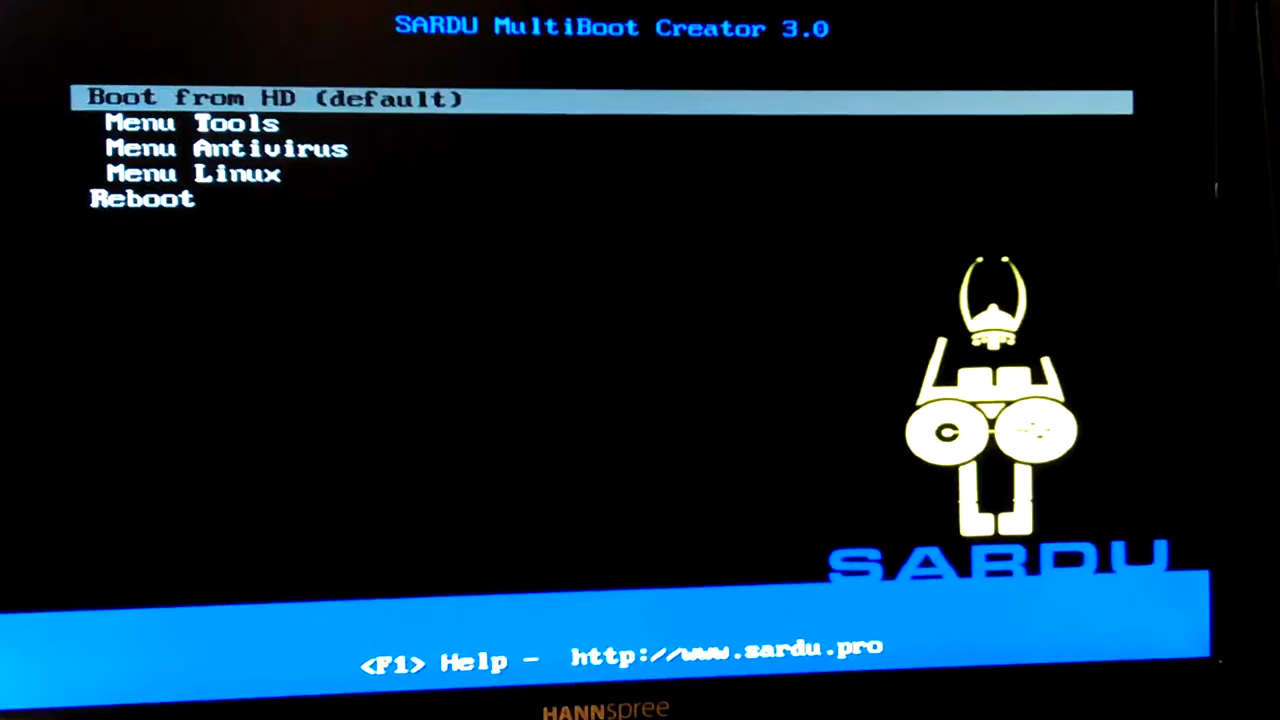 SARDU MultiBoot Creator 3.0
Boot from HD (default)
Menu Tools
Menu Antivirus
Menu Linux
Reboot
SARDU
<F1> Help - http://www.sardu.pro
HANNspree